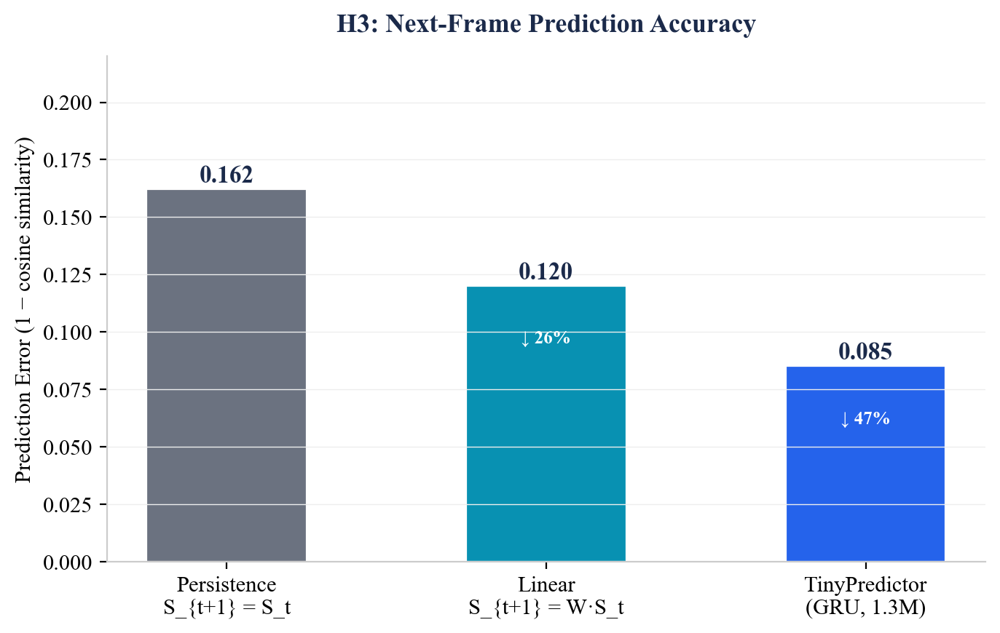 H3: Next-Frame Prediction Accuracy
Prediction Error (1 − cosine similarity)
0.200
0.175
0.150
0.125
0.100
0.075
0.050
0.025
0.000
0.162
0.120
↓ 26%
0.085
↓ 47%
Persistence
S_{t+1} = S_t
Linear
S_{t+1} = W·S_t
TinyPredictor
(GRU, 1.3M)